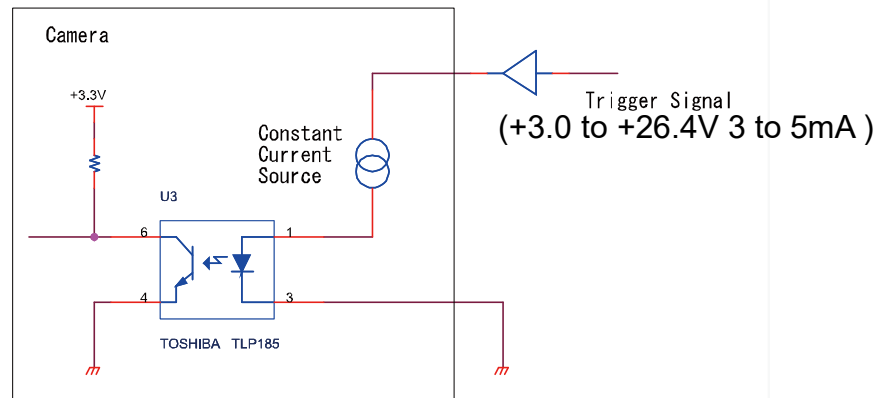 Camera
+3.3V
Trigger Signal
(+3.0 to +26.4V 3 to 5mA )
Constant
Current
Source
U3
6
1
4
3
TOSHIBA TLP185